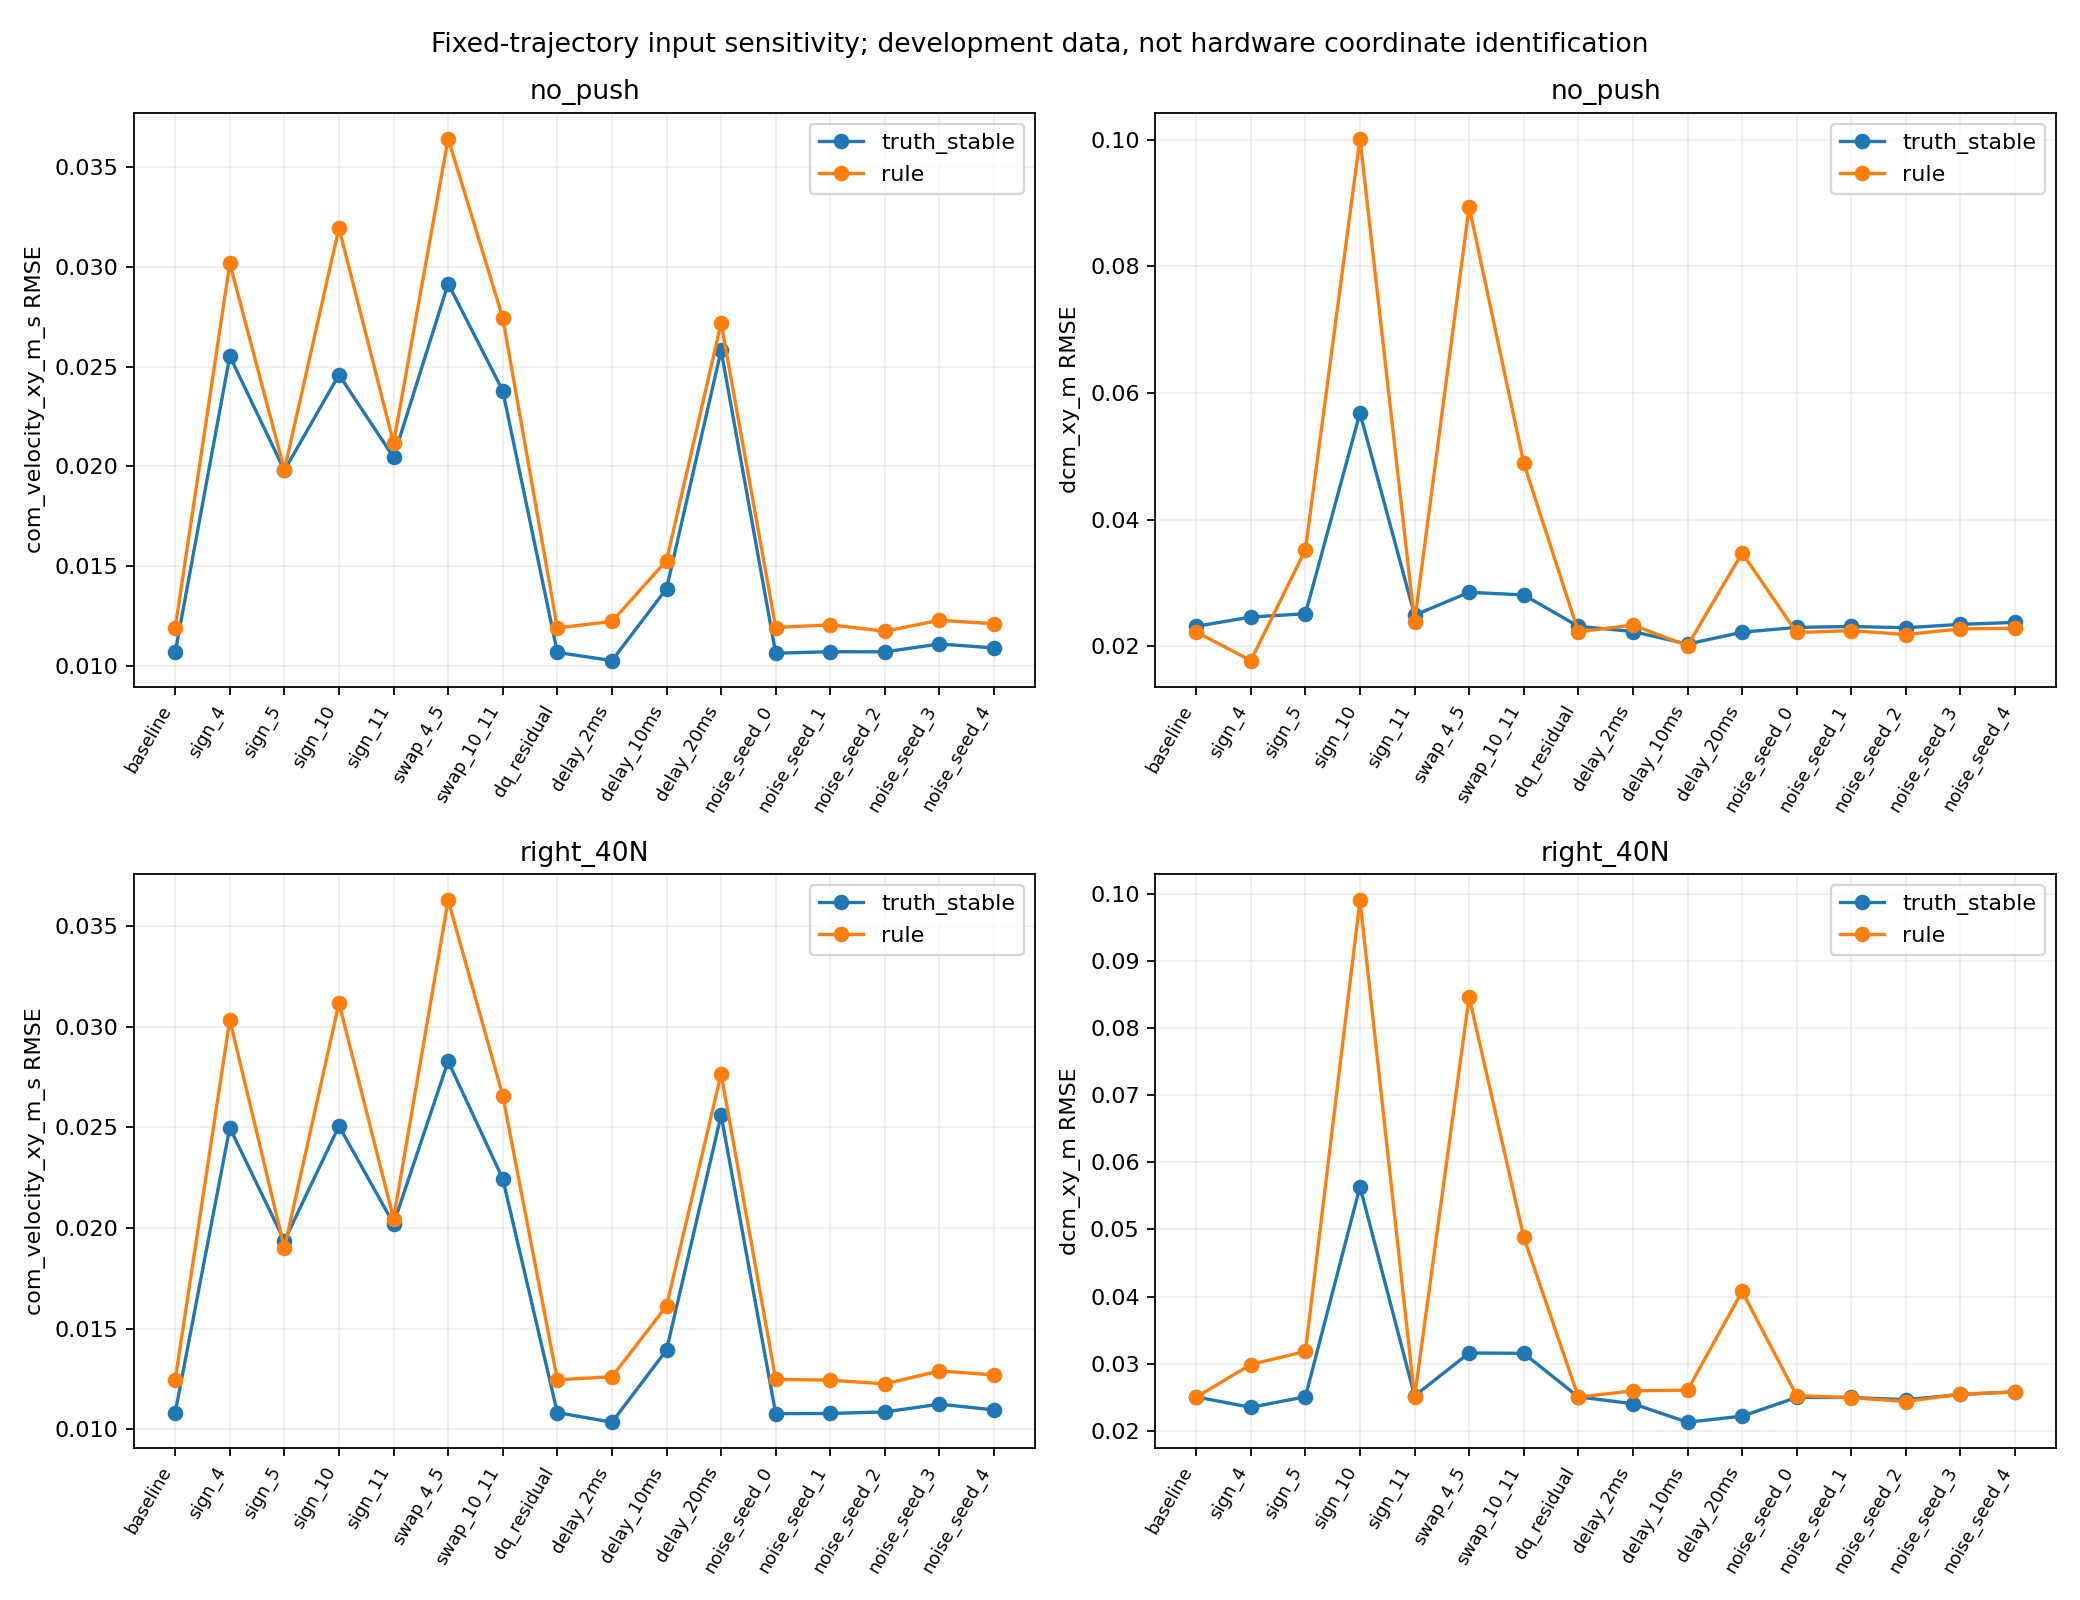 Fixed-trajectory input sensitivity; development data, not hardware coordinate identification
no_push
com_velocity_xy_m_s RMSE
0.035
0.030
0.025
0.020
0.015
0.010
truth_stable
rule
baseline
sign_4
sign_5
sign_10
sign_11
swap_4_5
swap_10_11
dq_residual
delay_2ms
delay_10ms
delay_20ms
noise_seed_0
noise_seed_1
noise_seed_2
noise_seed_3
noise_seed_4
no_push
dcm_xy_m RMSE
0.10
0.08
0.06
0.04
0.02
truth_stable
rule
baseline
sign_4
sign_5
sign_10
sign_11
swap_4_5
swap_10_11
dq_residual
delay_2ms
delay_10ms
delay_20ms
noise_seed_0
noise_seed_1
noise_seed_2
noise_seed_3
noise_seed_4
right_40N
com_velocity_xy_m_s RMSE
0.035
0.030
0.025
0.020
0.015
0.010
truth_stable
rule
baseline
sign_4
sign_5
sign_10
sign_11
swap_4_5
swap_10_11
dq_residual
delay_2ms
delay_10ms
delay_20ms
noise_seed_0
noise_seed_1
noise_seed_2
noise_seed_3
noise_seed_4
right_40N
dcm_xy_m RMSE
0.10
0.09
0.08
0.07
0.06
0.05
0.04
0.03
0.02
truth_stable
rule
baseline
sign_4
sign_5
sign_10
sign_11
swap_4_5
swap_10_11
dq_residual
delay_2ms
delay_10ms
delay_20ms
noise_seed_0
noise_seed_1
noise_seed_2
noise_seed_3
noise_seed_4